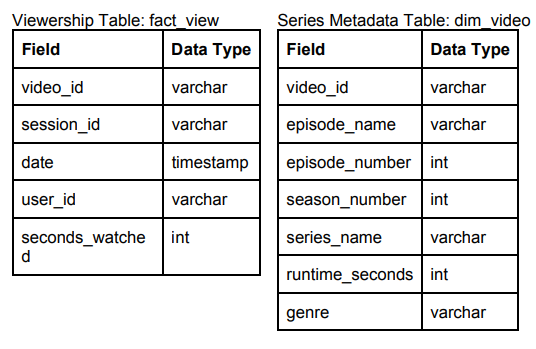 Viewership Table: fact_view
Field Data Type
video_id varchar
session_id varchar
date timestamp
user_id varchar
seconds_watche int
d
Series Metadata Table: dim_video
Field Data Type
video_id varchar
episode_name varchar
episode_number int
season_number int
series_name varchar
runtime_seconds int
genre varchar